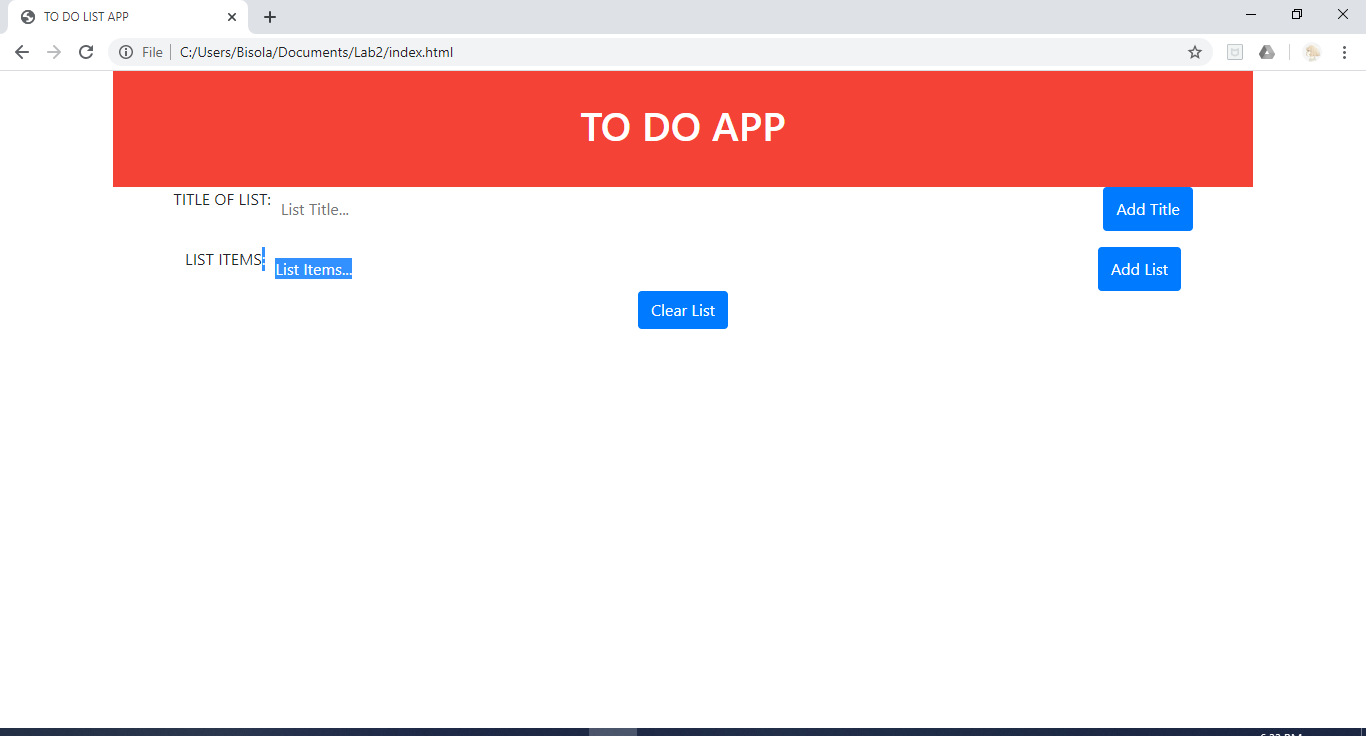 TO DO LIST APP
File C:/Users/Bisola/Documents/Lab2/index.html
TO DO APP
TITLE OF LIST: List Title... Add Title
LIST ITEMS: List Items... Add List
Clear List